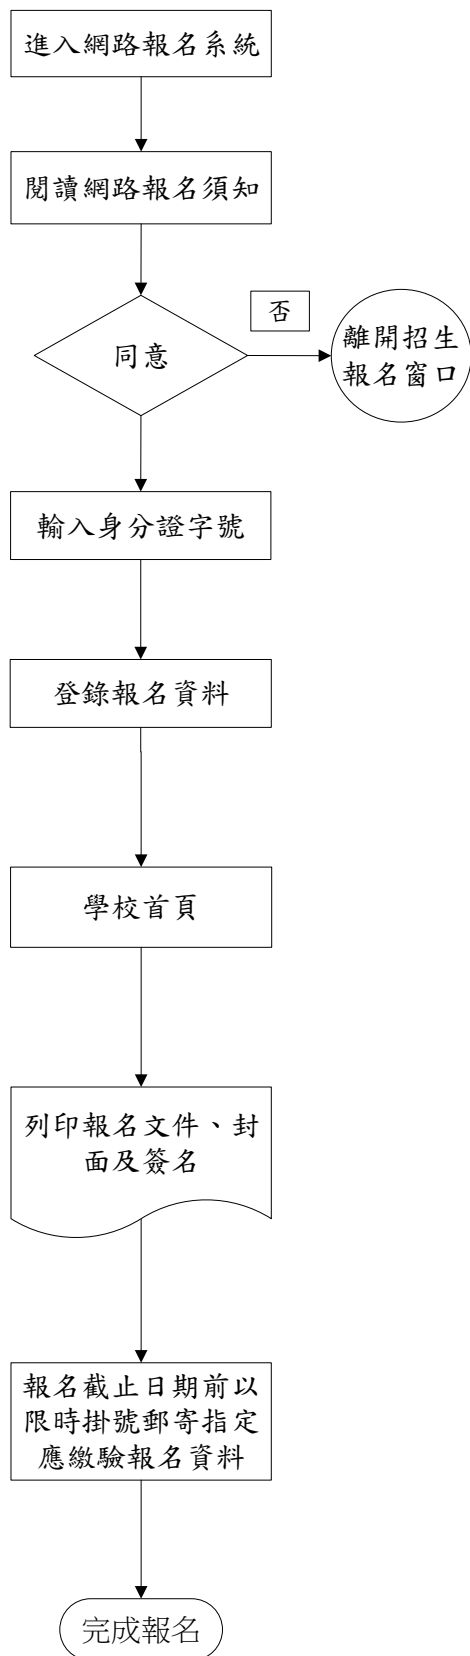 進入網路報名系統
閱讀網路報名須知
否
同意
離開招生
報名窗口
輸入身分證字號
登錄報名資料
學校首頁
列印報名文件、封
面及簽名
報名截止日期前以
限時掛號郵寄指定
應繳驗報名資料
完成報名